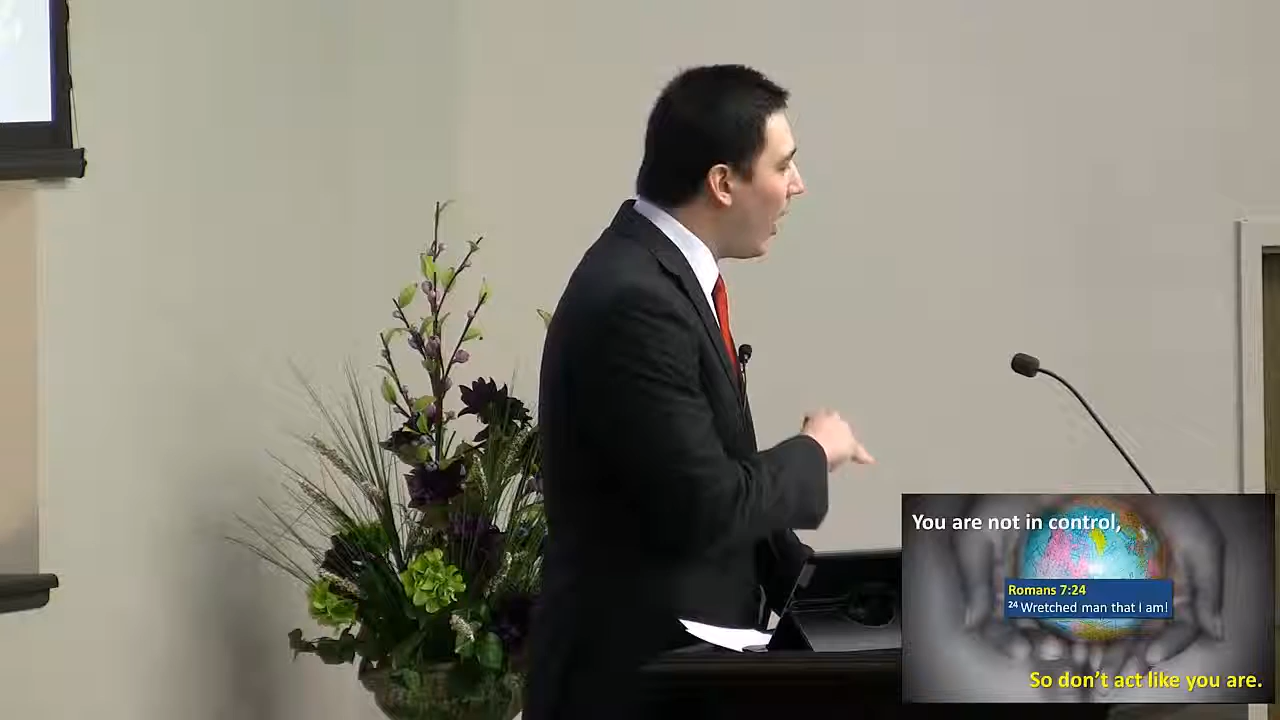 You are not in control,
Romans 7:24
24 Wretched man that I am!
So don't act like you are.